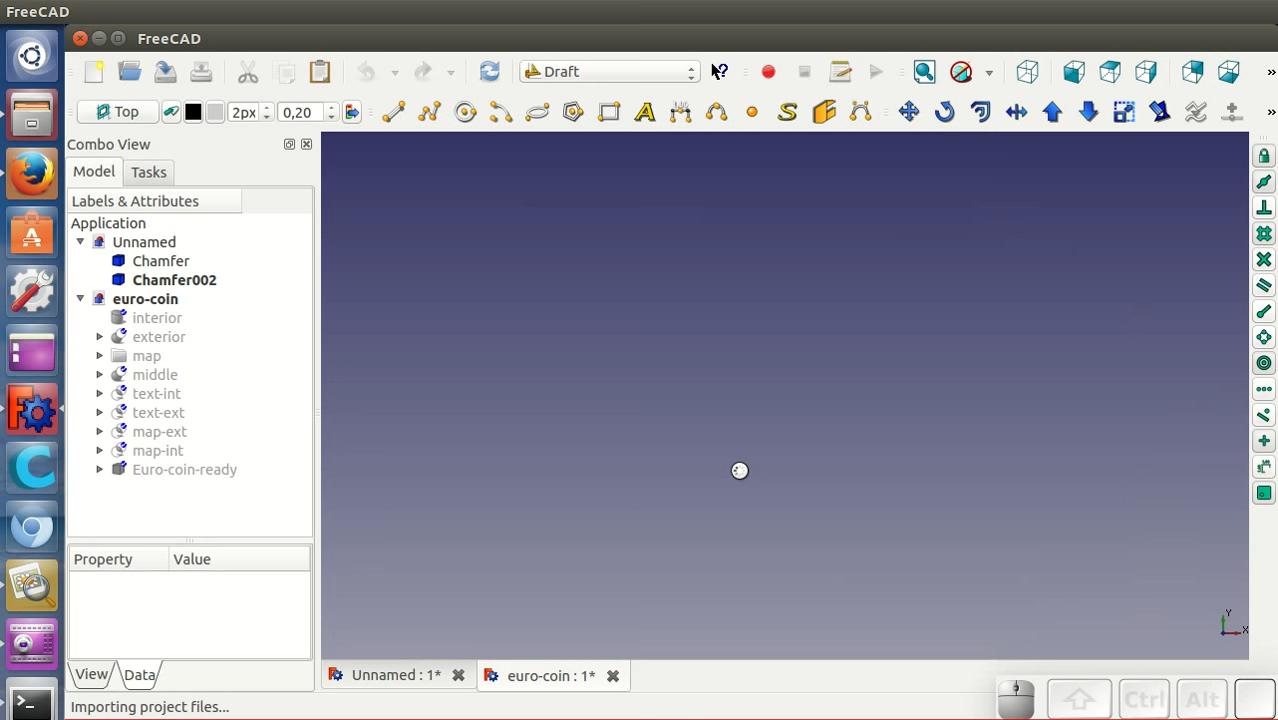 FreeCAD
FreeCAD
Draft
Top
2px
0,20
Combo View
Model
Tasks
Labels & Attributes
Application
Unnamed
Chamfer
Chamfer002
euro-coin
interior
exterior
map
middle
text-int
text-ext
map-ext
map-int
Euro-coin-ready
Property
Value
View
Data
Unnamed : 1*
euro-coin : 1*
Importing project files...
Ctrl
Alt
Y
X